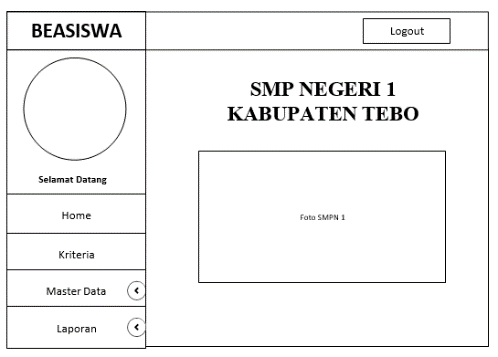 BEASISWA
Logout
Selamat Datang
Home
Kriteria
Master Data
Laporan
SMP NEGERI 1
KABUPATEN TEBO
Foto SMPN 1